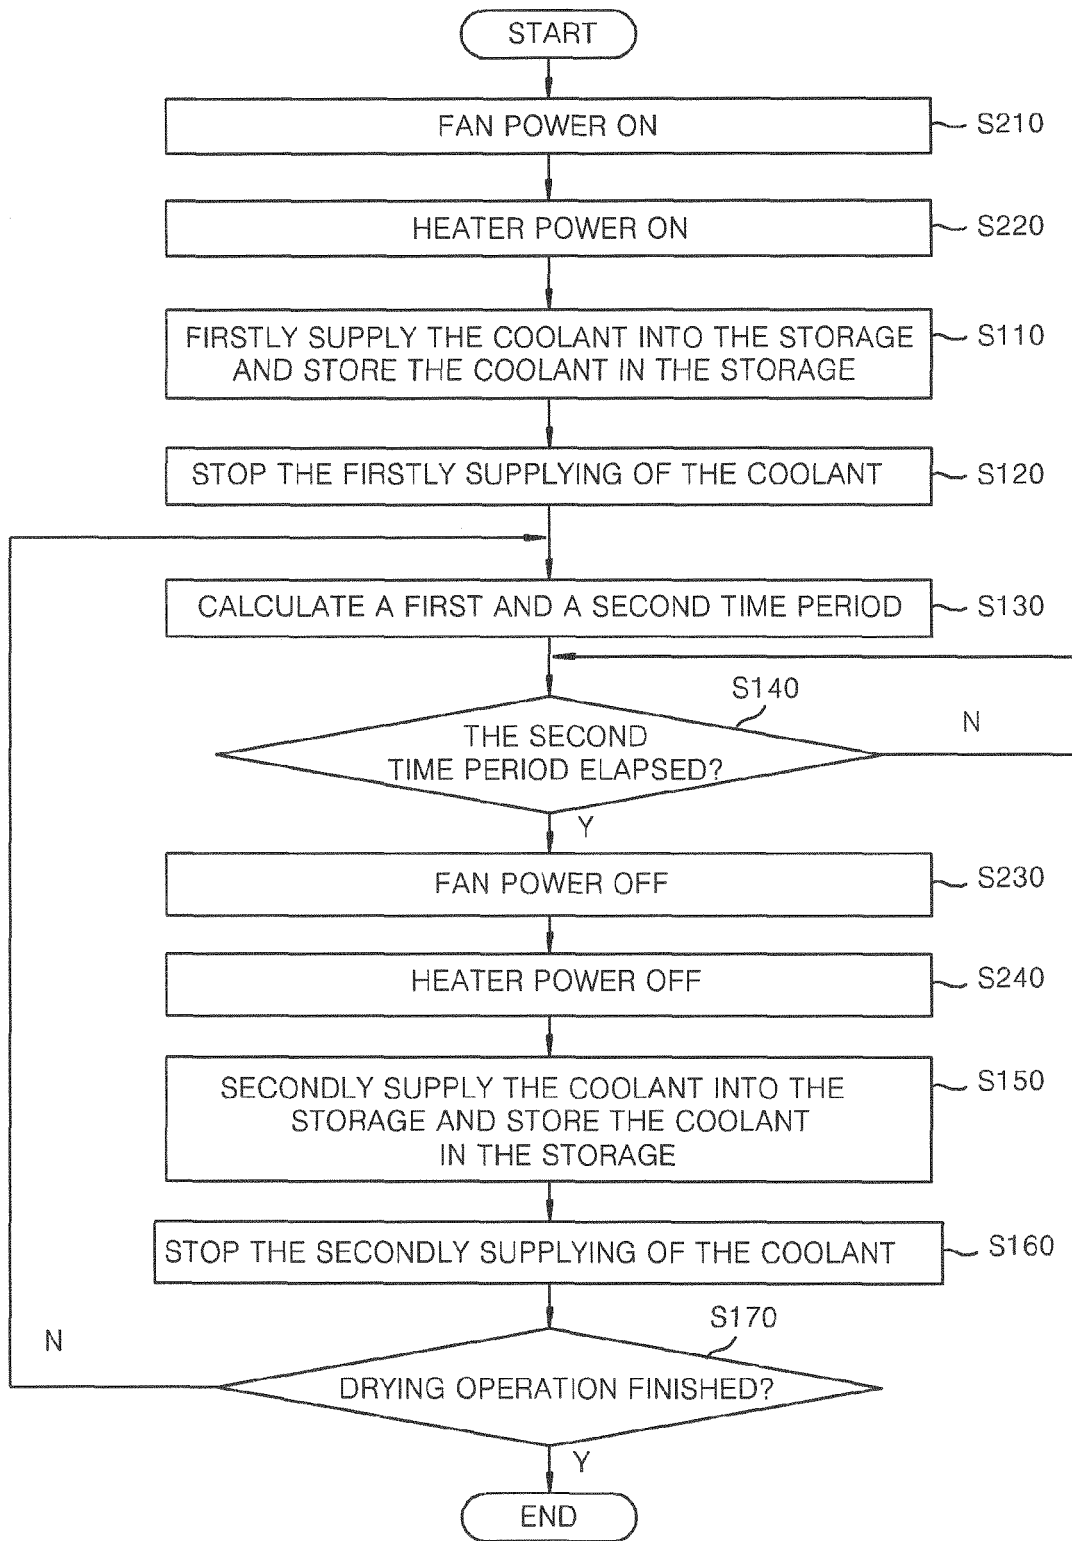 START
FAN POWER ON
S210
HEATER POWER ON
S220
FIRSTLY SUPPLY THE COOLANT INTO THE STORAGE
AND STORE THE COOLANT IN THE STORAGE
S110
STOP THE FIRSTLY SUPPLYING OF THE COOLANT
S120
CALCULATE A FIRST AND A SECOND TIME PERIOD
S130
S140
THE SECOND
TIME PERIOD ELAPSED?
N
Y
FAN POWER OFF
S230
HEATER POWER OFF
S240
SECONDLY SUPPLY THE COOLANT INTO THE
STORAGE AND STORE THE COOLANT
IN THE STORAGE
S150
STOP THE SECONDLY SUPPLYING OF THE COOLANT
S160
S170
N
DRYING OPERATION FINISHED?
Y
END